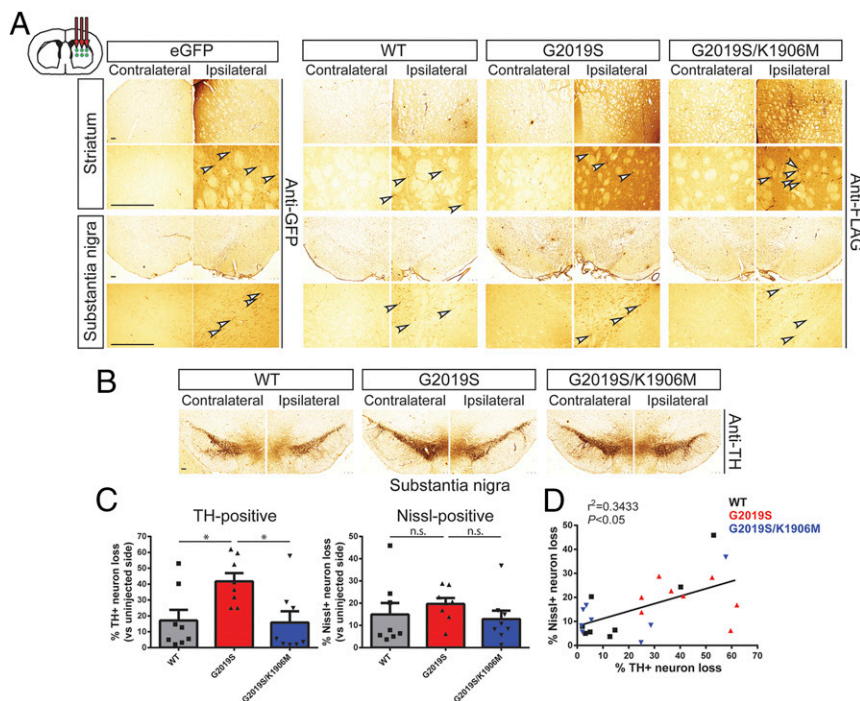 A
eGFP
WT
G2019S
G2019S/K1906M
Contralateral Ipsilateral
Contralateral Ipsilateral
Contralateral Ipsilateral
Contralateral Ipsilateral
Striatum
Substantia nigra
Anti-GFP
Anti-FLAG
B
WT
G2019S
G2019S/K1906M
Contralateral Ipsilateral
Contralateral Ipsilateral
Contralateral Ipsilateral
Anti-TH
Substantia nigra
C
TH-positive
% TH+ neuron loss
(vs uninjected side)
70
60
50
40
30
20
10
0
* *
WT
G2019S
G2019S/K1906M
Nissl-positive
% Nissl+ neuron loss
(vs uninjected side)
50
40
30
20
10
0
n.s. n.s.
WT
G2019S
G2019S/K1906M
D
r²=0.3433
P<0.05
WT
G2019S
G2019S/K1906M
% Nissl+ neuron loss
50
40
30
20
10
0
0 10 20 30 40 50 60 70
% TH+ neuron loss